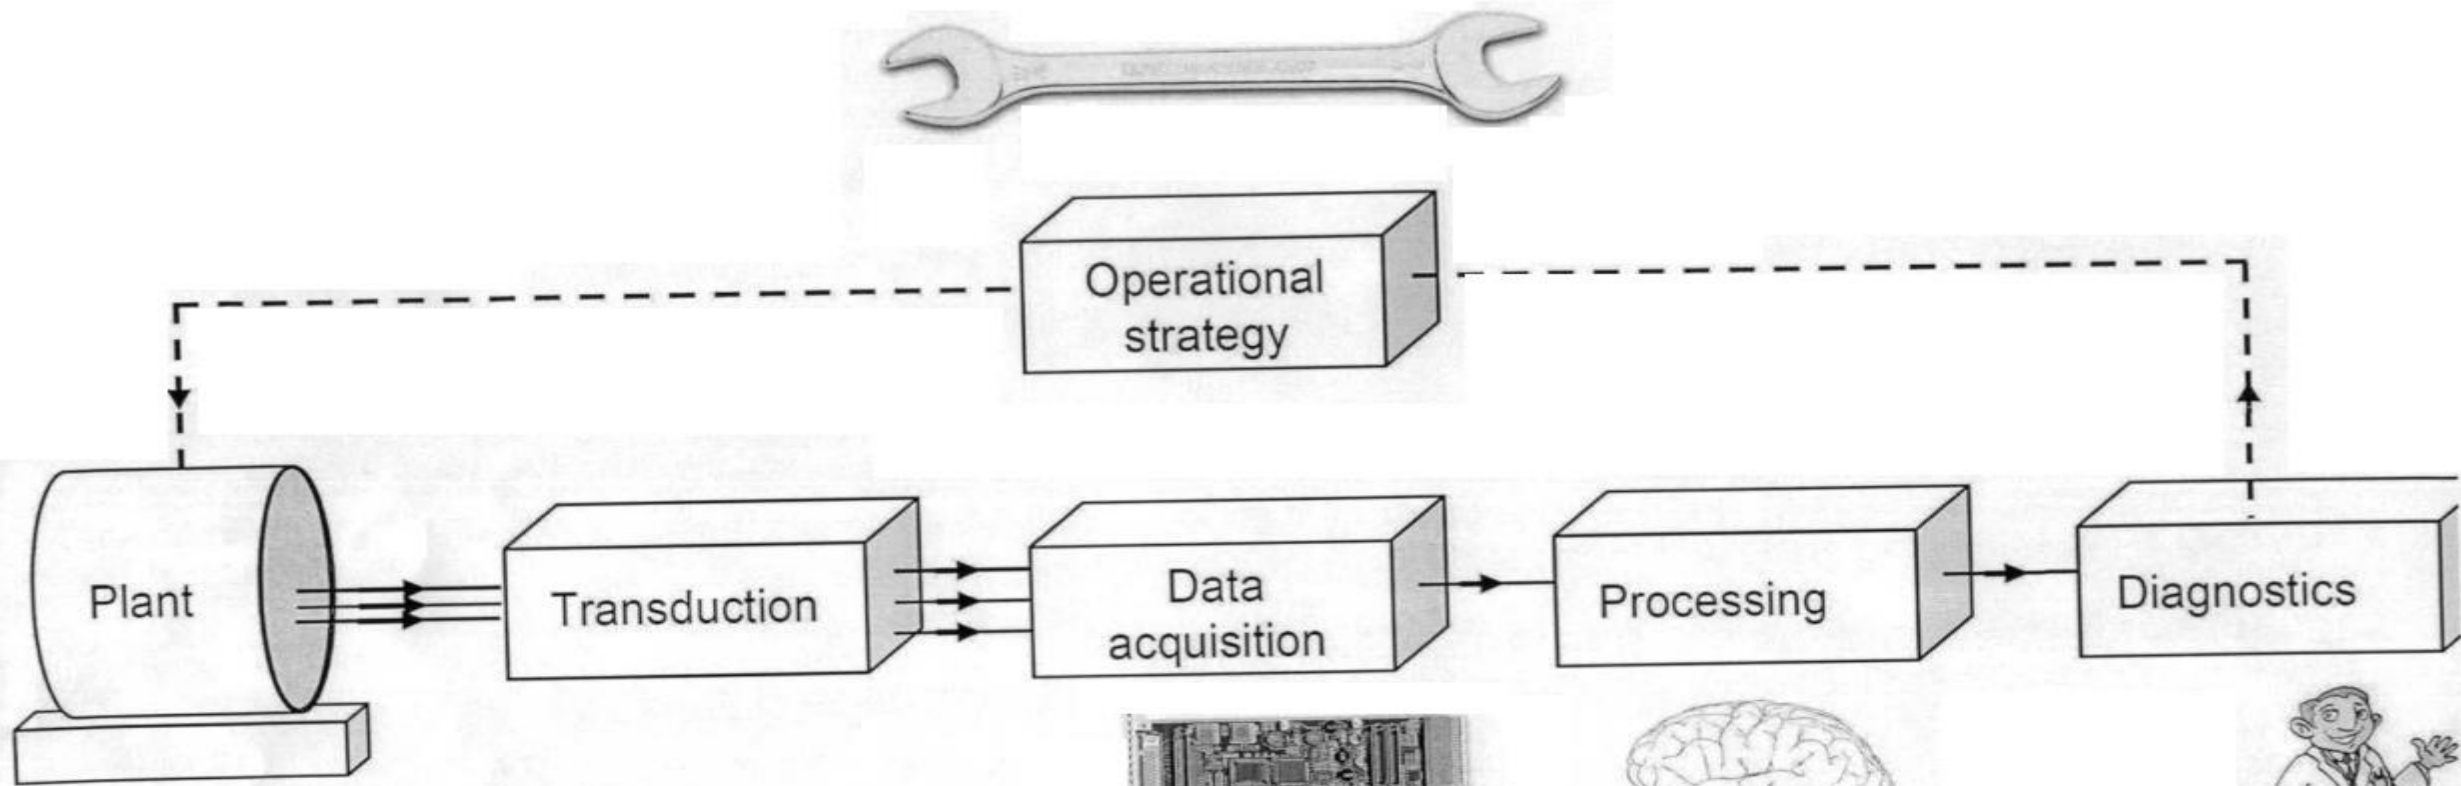 Operational
strategy
Plant
Transduction
Data
acquisition
Processing
Diagnostics